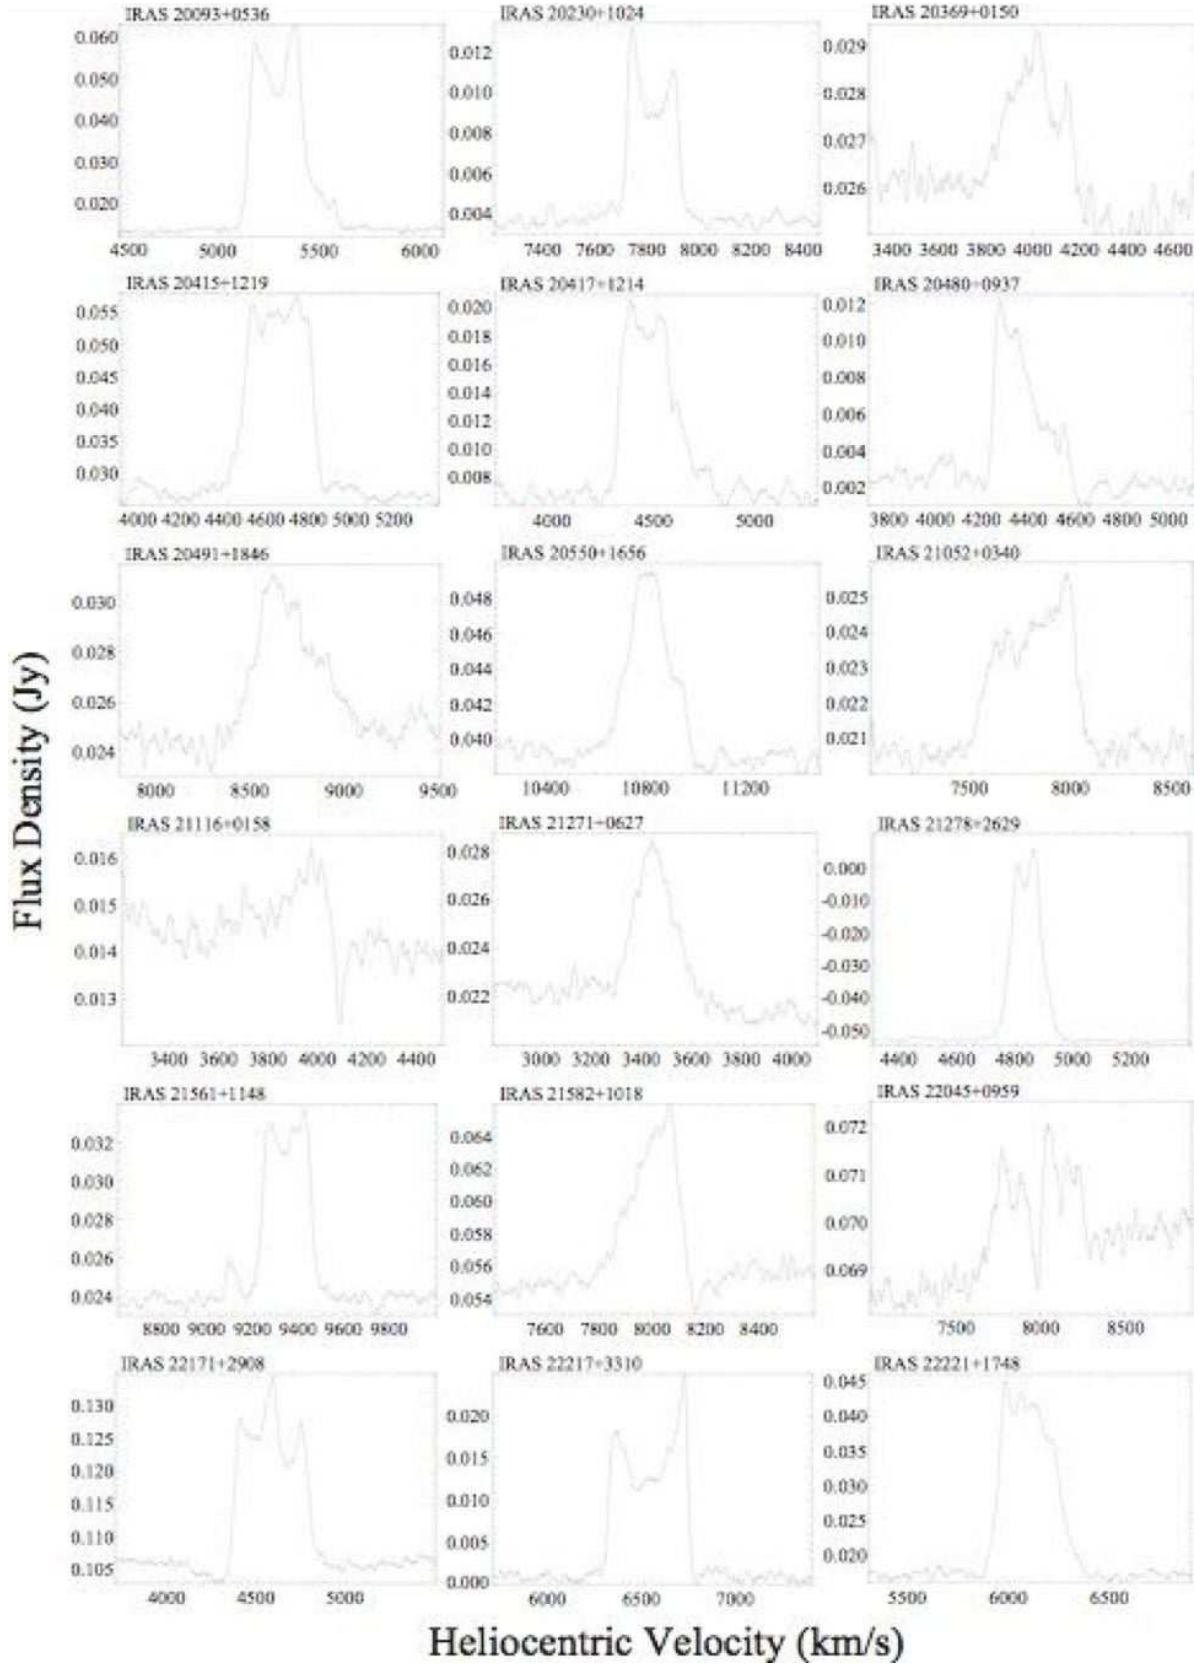 IRAS 20093+0536 IRAS 20230+1024 IRAS 20369+0150
0.060 0.050 0.040 0.030 0.020
0.012 0.010 0.008 0.006 0.004
0.029 0.028 0.027 0.026
4500 5000 5500 6000
7400 7600 7800 8000 8200 8400
3400 3600 3800 4000 4200 4400 4600
IRAS 20415+1219 IRAS 20417+1214 IRAS 20480+0937
0.055 0.050 0.045 0.040 0.035 0.030
0.020 0.018 0.016 0.014 0.012 0.010 0.008
0.012 0.010 0.008 0.006 0.004 0.002
4000 4200 4400 4600 4800 5000 5200
4000 4500 5000
3800 4000 4200 4400 4600 4800 5000
IRAS 20491+1846 IRAS 20550+1656 IRAS 21052+0340
0.030 0.028 0.026 0.024
0.048 0.046 0.044 0.042 0.040
0.025 0.024 0.023 0.022 0.021
8000 8500 9000 9500
10400 10800 11200
7500 8000 8500
Flux Density (Jy)
IRAS 21116+0158 IRAS 21271+0627 IRAS 21278+2629
0.016 0.015 0.014 0.013
0.028 0.026 0.024 0.022
0.000 -0.010 -0.020 -0.030 -0.040 -0.050
3400 3600 3800 4000 4200 4400
3000 3200 3400 3600 3800 4000
4400 4600 4800 5000 5200
IRAS 21561+1148 IRAS 21582+1018 IRAS 22045+0959
0.032 0.030 0.028 0.026 0.024
0.064 0.062 0.060 0.058 0.056 0.054
0.072 0.071 0.070 0.069
8800 9000 9200 9400 9600 9800
7600 7800 8000 8200 8400
7500 8000 8500
IRAS 22171+2908 IRAS 22217+3310 IRAS 22221+1748
0.130 0.125 0.120 0.115 0.110 0.105
0.020 0.015 0.010 0.005 0.000
0.045 0.040 0.035 0.030 0.025 0.020
4000 4500 5000
6000 6500 7000
5500 6000 6500
Heliocentric Velocity (km/s)